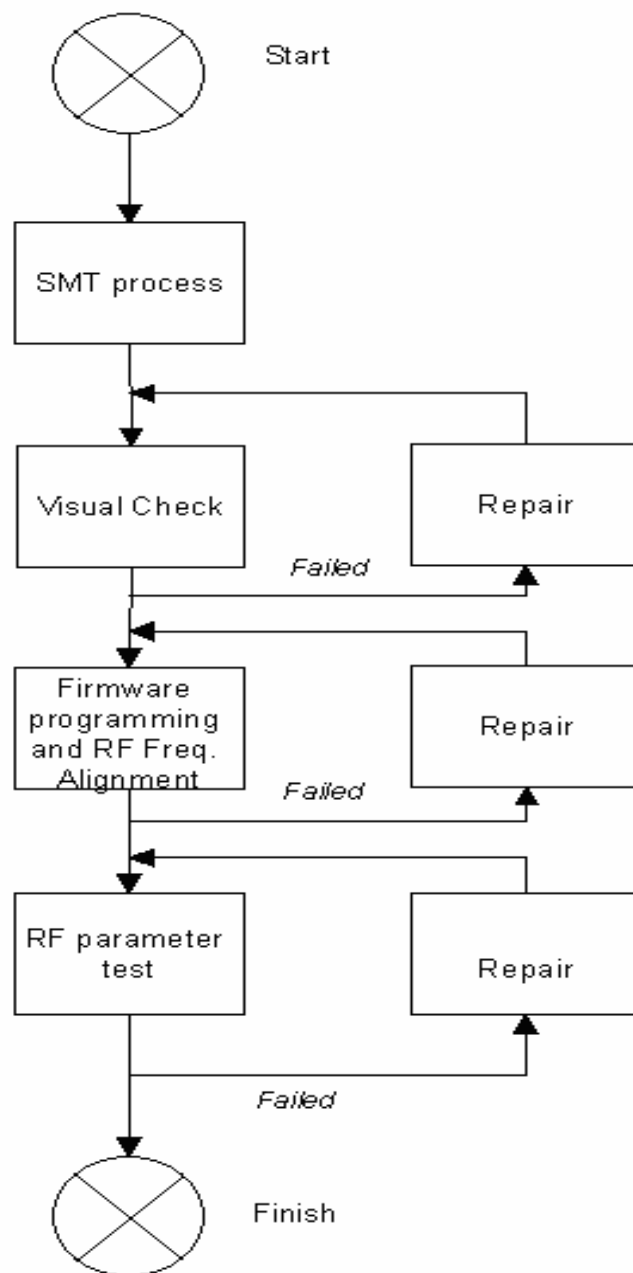 Start
SMT process
Visual Check
Repair
Failed
Firmware
programming
and RF Freq.
Alignment
Repair
Failed
RF parameter
test
Repair
Failed
Finish